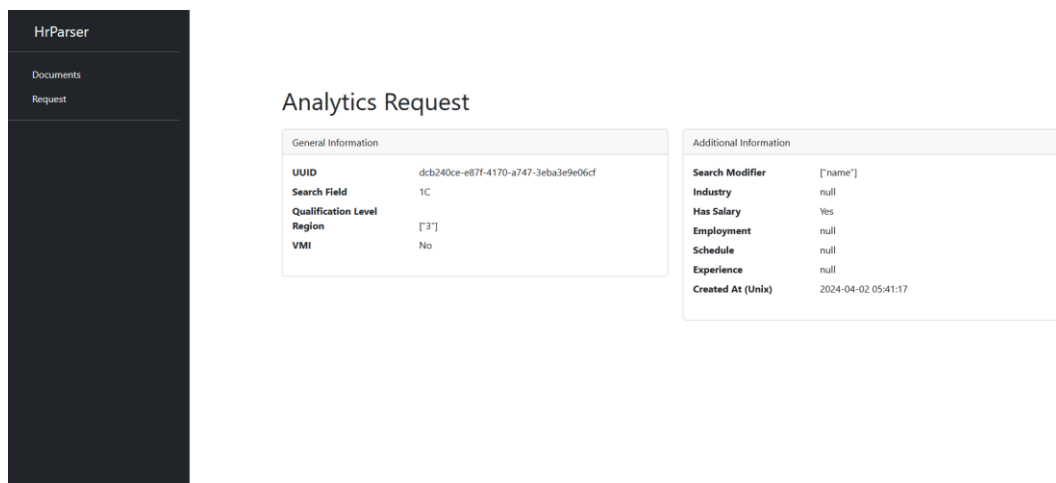 HrParser
Documents
Request
Analytics Request
General Information
UUID dcb240ce-e87f-4170-a747-3eba3e9e06cf
Search Field 1C
Qualification Level
Region ["3"]
VMI No
Additional Information
Search Modifier ["name"]
Industry null
Has Salary Yes
Employment null
Schedule null
Experience null
Created At (Unix) 2024-04-02 05:41:17